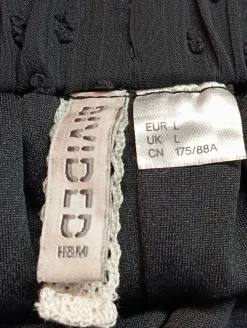 DIVIDED
H&M
EUR L
UK L
CN 175/88A